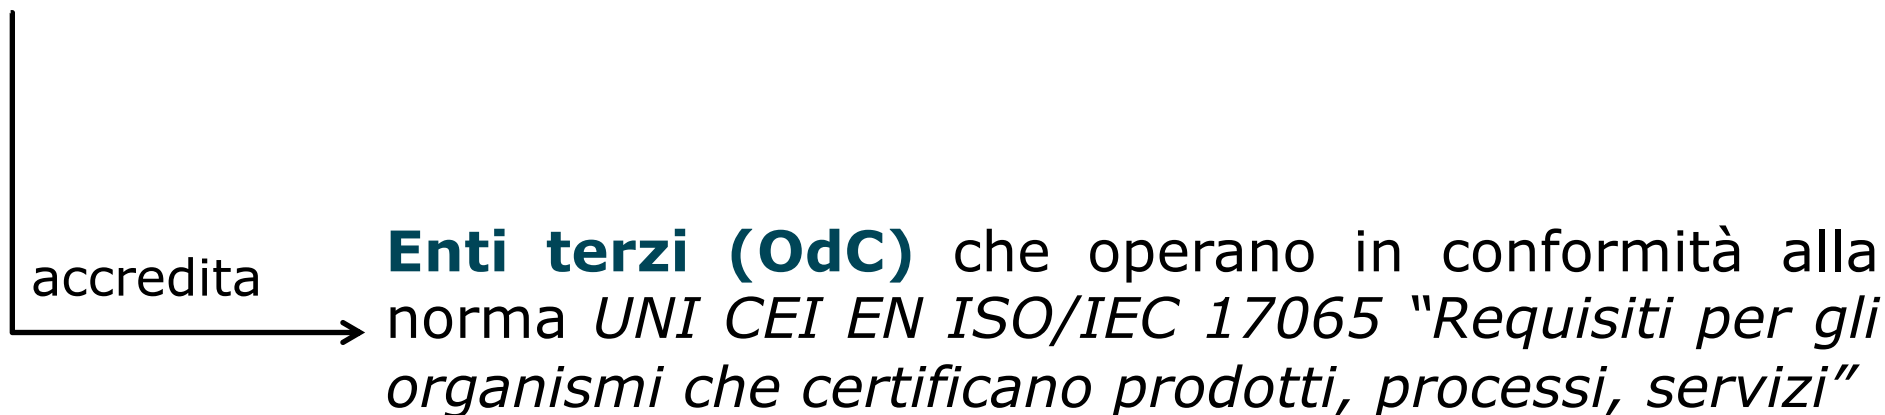 accredita
Enti terzi (OdC) che operano in conformità alla
norma UNI CEI EN ISO/IEC 17065 “Requisiti per gli
organismi che certificano prodotti, processi, servizi”